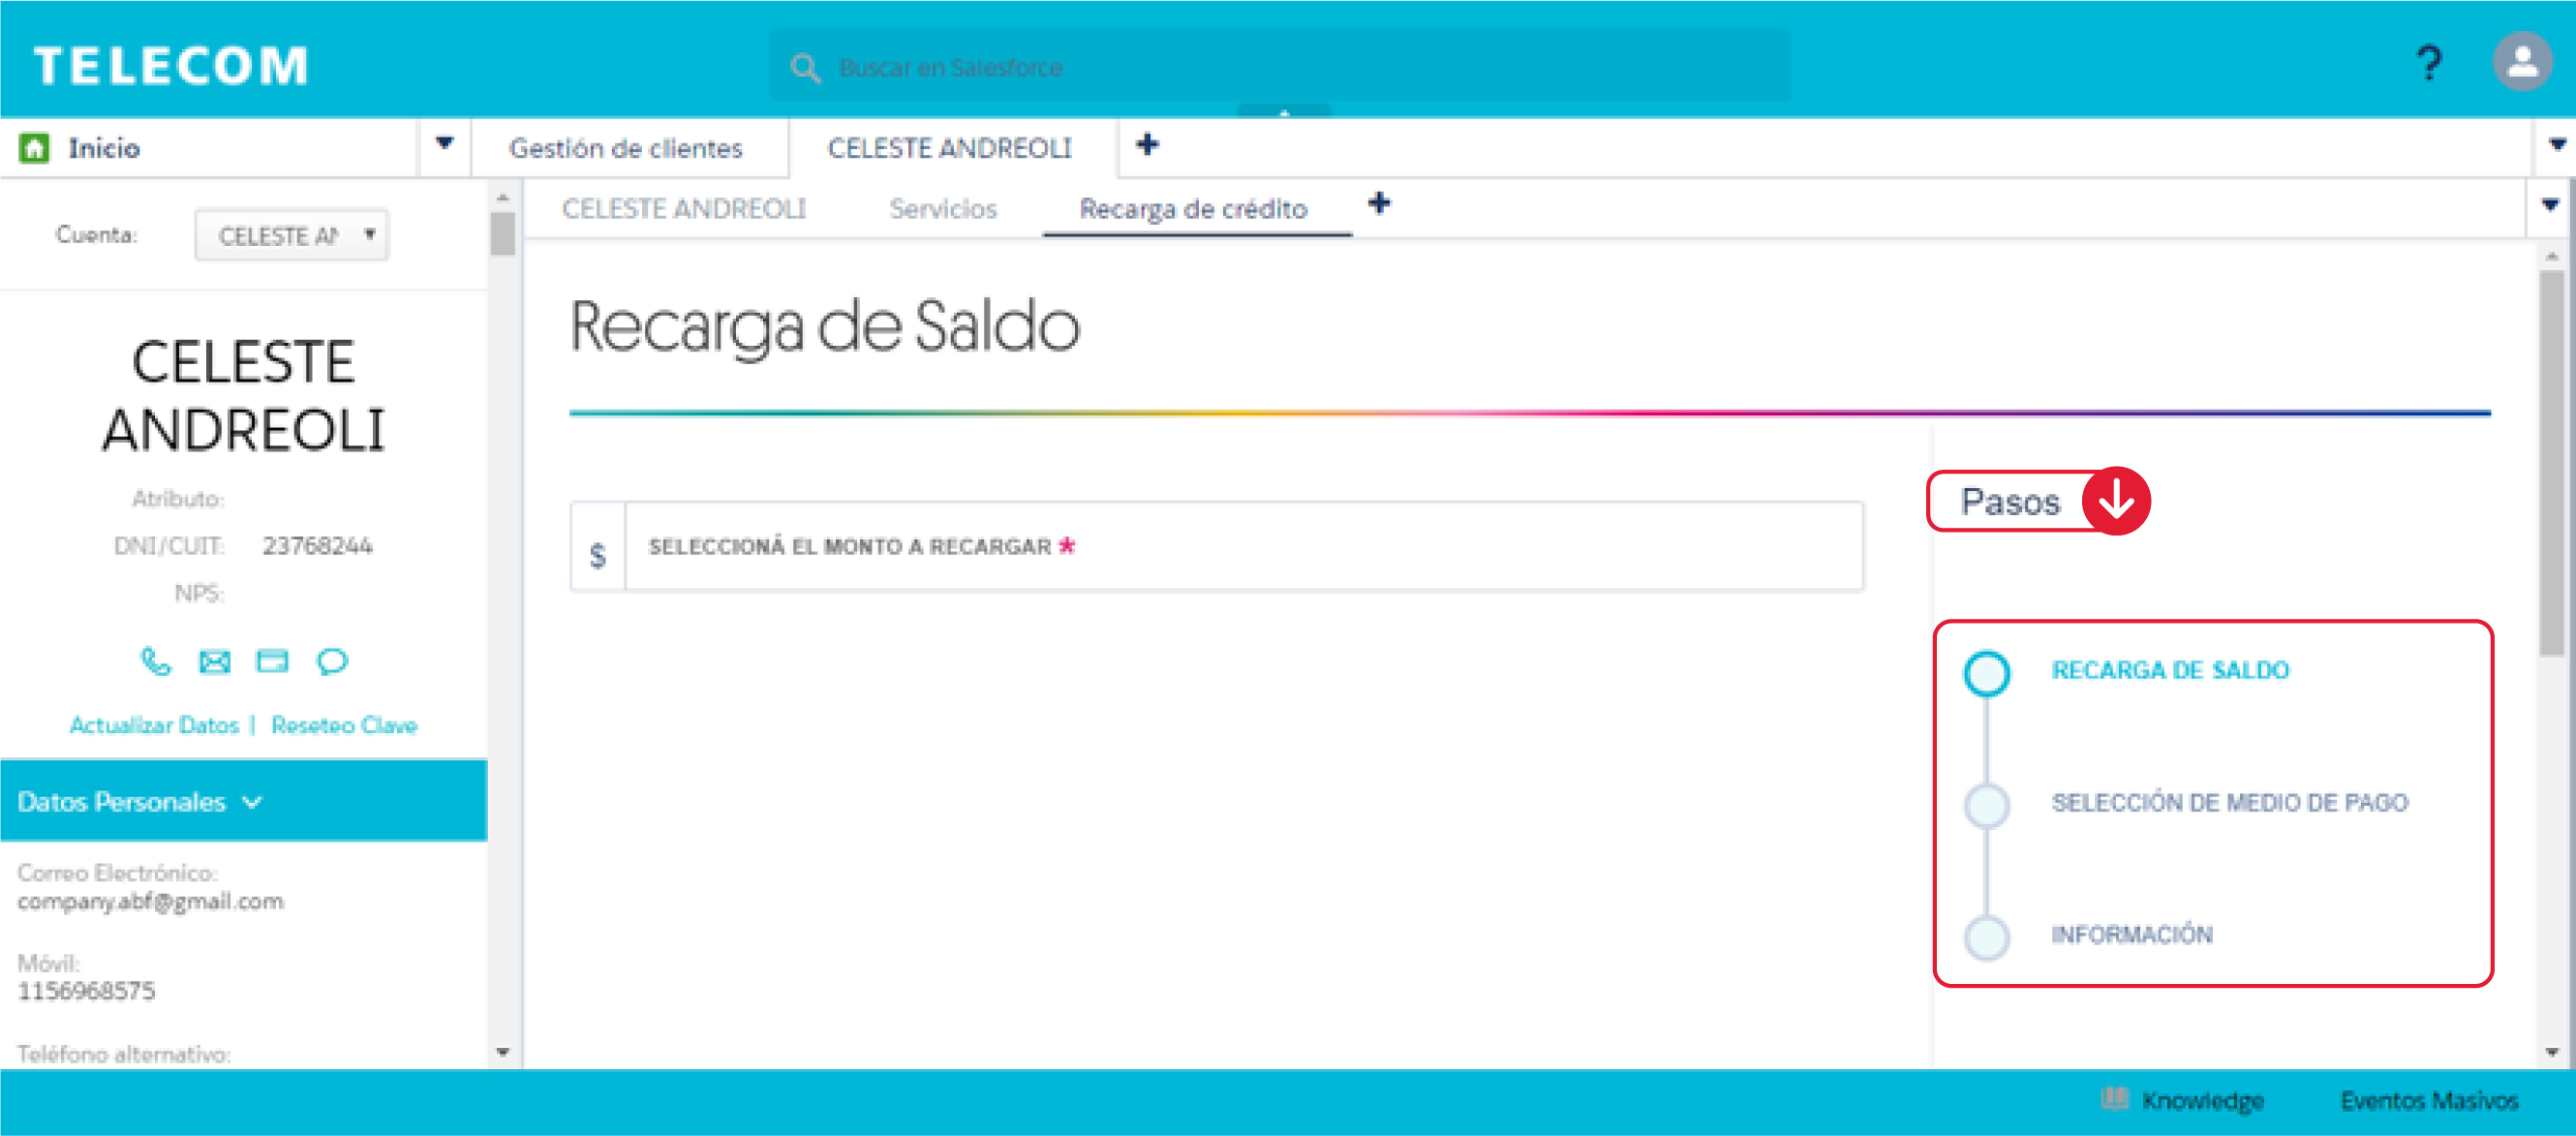 TELECOM
Buscar en Salesforce
?
Inicio
Gestión de clientes
CELESTE ANDREOLI
+
Cuenta:
CELESTE AN
CELESTE ANDREOLI
Servicios
Recarga de crédito
+
CELESTE
ANDREOLI
Atributo:
DNI/CUIT: 23768244
NPS:
Actualizar Datos | Reseteo Clave
Datos Personales
Correo Electrónico:
company.abf@gmail.com
Móvil:
1156968575
Teléfono alternativo:
Recarga de Saldo
$ SELECCIONÁ EL MONTO A RECARGAR *
Pasos
RECARGA DE SALDO
SELECCIÓN DE MEDIO DE PAGO
INFORMACIÓN
Knowledge
Eventos Masivos